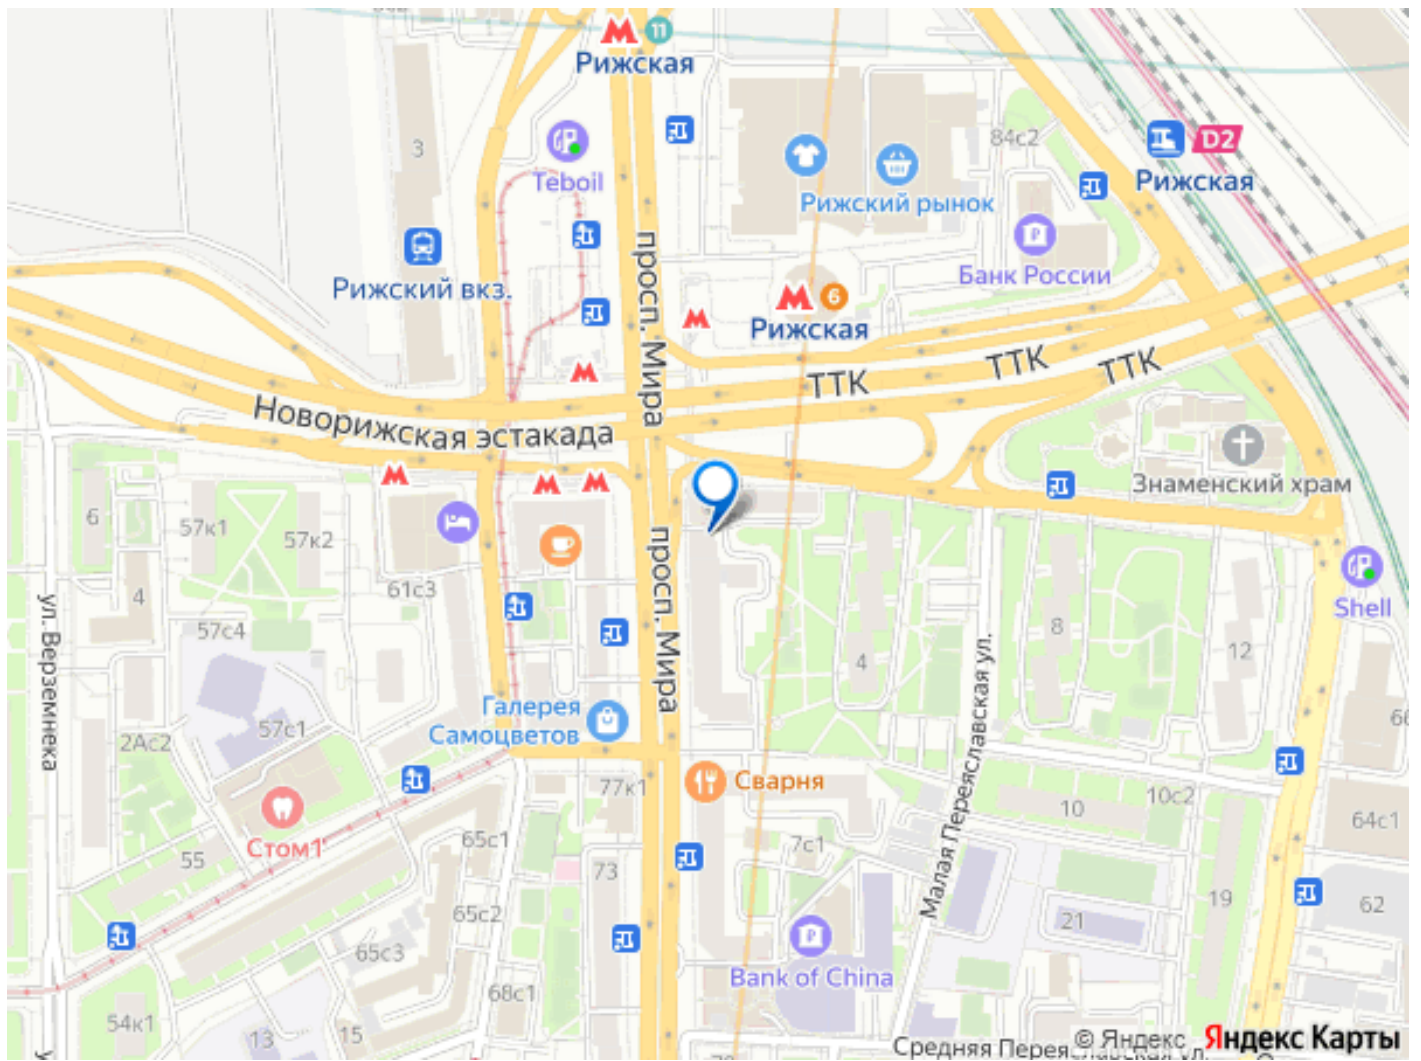 11
Рижская
3
Teboil
84с2
D2
Рижская
Рижский рынок
просп. Мира
Банк России
Рижский вкз.
6
Рижская
ТТК
ТТК
ТТК
Новорижская эстакада
Знаменский храм
6
57к1
57к2
просп. Мира
61с3
4
ул. Верземнека
57с4
Shell
8
12
4
Малая Переяславская ул.
Галерея
Самоцветов
57с1
2Ас2
Сварня
77к1
10
10с2
64с1
Стом1
55
65с1
7с1
73
19
62
65с2
21
65с3
Bank of China
68с1
54к1
13
15
Средняя Переяславская ул.
© Яндекс Яндекс Карты